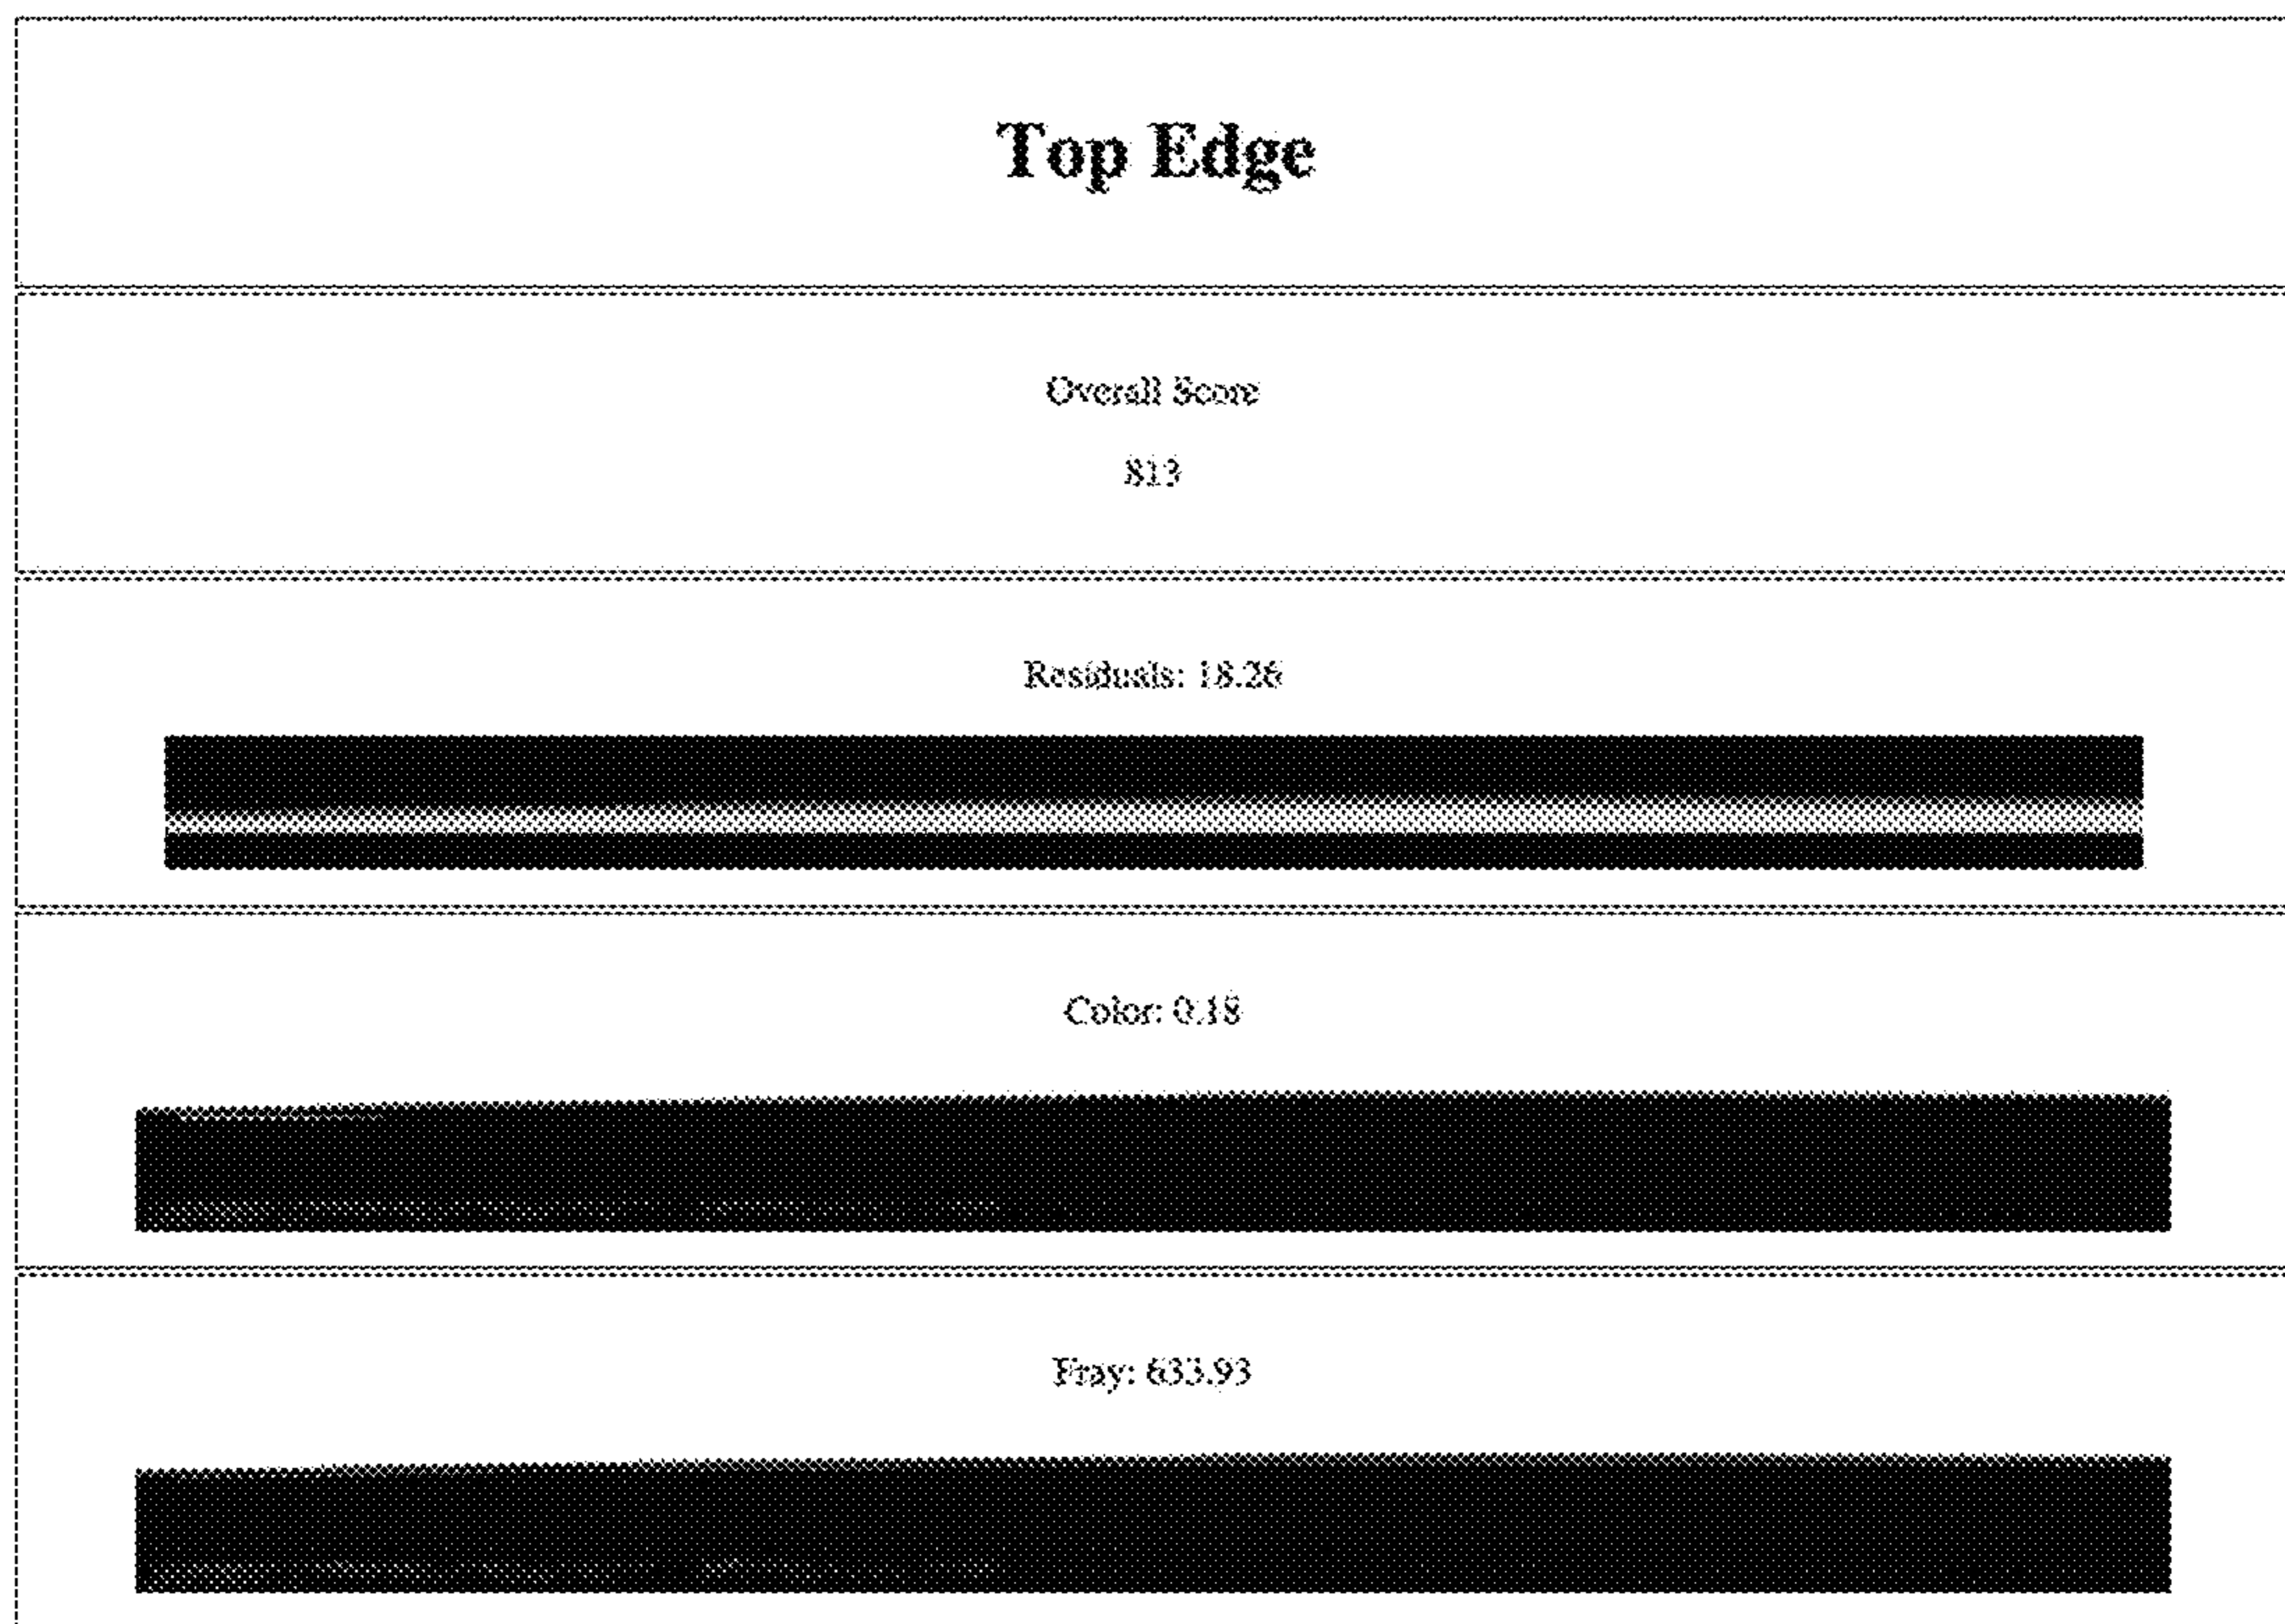 Top Edge
Overall Score
813
Residuals: 18.26
Color: 0.18
Fray: 633.93